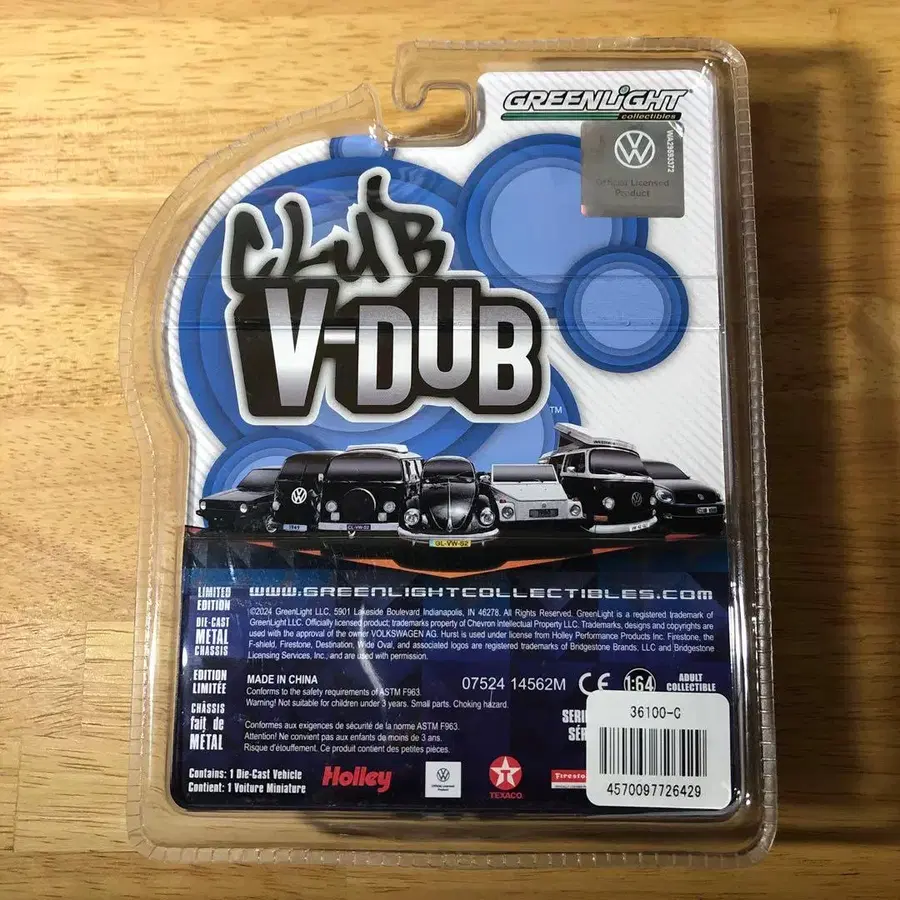 GREENLiGHT
collectibles
WA29693372
Official Licensed
Product
CLUB
V-DUB
TM
GL-VW-52
LIMITED
EDITION
DIE-CAST
METAL
CHASSIS
WWW.GREENLIGHTCOLLECTIBLES.COM
©2024 GreenLight LLC, 5901 Lakeside Boulevard Indianapolis, IN 46278. All Rights Reserved. GreenLight is a registered trademark of
GreenLight LLC. Officially licensed product; trademarks property of Chevron Intellectual Property LLC. Trademarks, designs and copyrights are
used with the approval of the owner VOLKSWAGEN AG. Hurst is used under license from Holley Performance Products Inc. Firestone, the
F-shield, Firestone, Destination, Wide Oval, and associated logos are registered trademarks of Bridgestone Brands, LLC and Bridgestone
Licensing Services, Inc., and are used with permission.
EDITION
LIMITÉE
CHÂSSIS
fait de
MÉTAL
MADE IN CHINA
Conforms to the safety requirements of ASTM F963.
Warning! Not suitable for children under 3 years. Small parts. Choking hazard.
07524 14562M
CE
1:64
ADULT
COLLECTIBLE
Conformes aux exigences de sécurité de la norme ASTM F963.
Attention! Ne convient pas aux enfants de moins de 3 ans.
Risque d'étouffement. Ce produit contient des petites pièces.
SERI
SÉR
36100-G
4570097726429
Contains: 1 Die-Cast Vehicle
Contient: 1 Voiture Miniature
Holley
TEXACO
Firesto